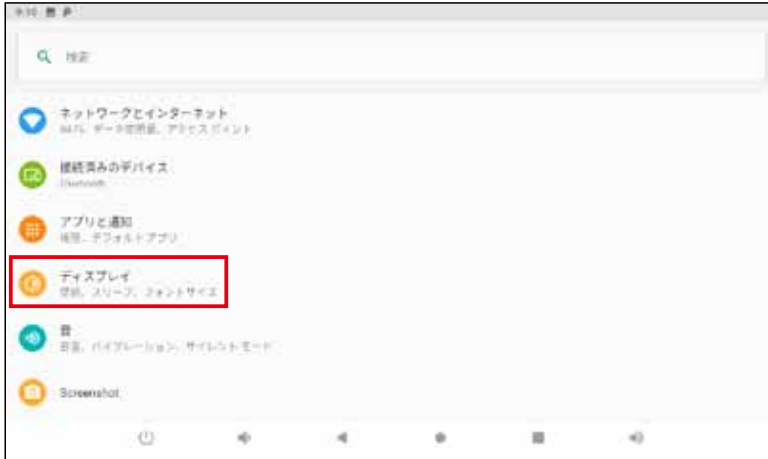 9:10
検索
ネットワークとインターネット
Wi-Fi、データ使用量、アクセス ポイント
接続済みのデバイス
Bluetooth
アプリと通知
権限、デフォルトアプリ
ディスプレイ
壁紙、スリープ、フォントサイズ
音
音量、バイブレーション、サイレント モード
Screenshot